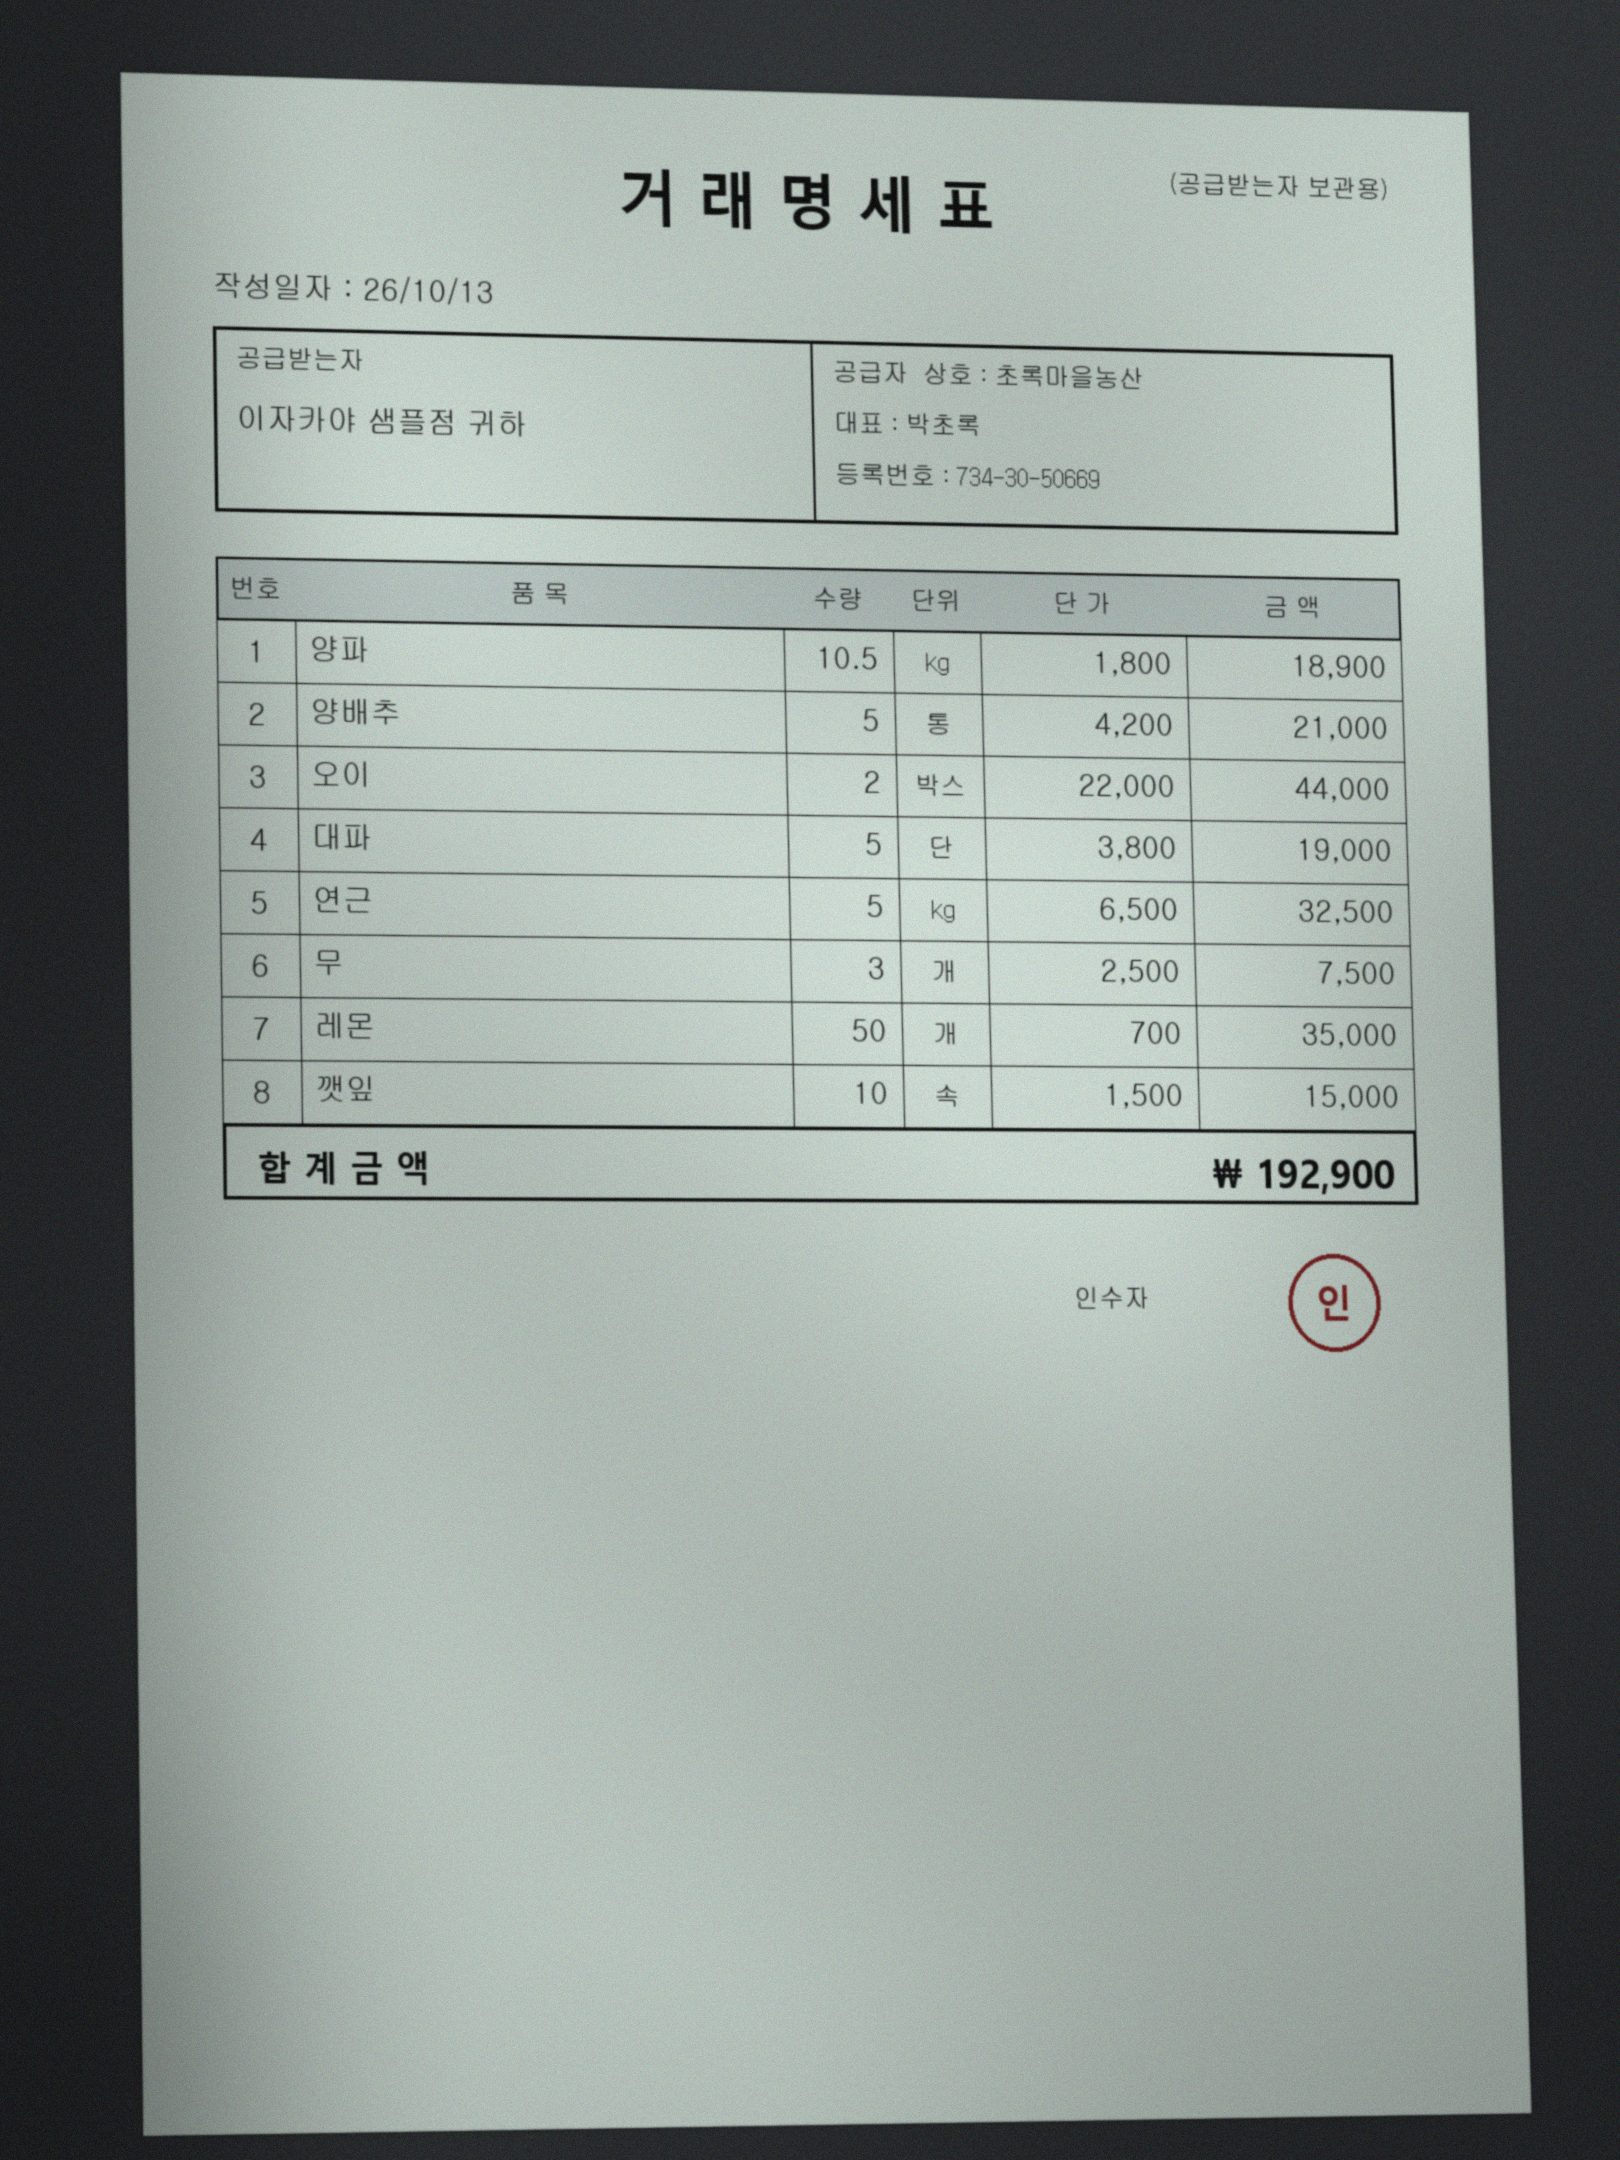 거래명세표
(공급받는자 보관용)
작성일자 : 26/10/13
공급받는자
이자카야 샘플점 귀하
공급자 상호 : 초록마을농산
대표 : 박초록
등록번호 : 734-30-50669
번호 품 목 수량 단위 단 가 금 액
1 양파 10.5 kg 1,800 18,900
2 양배추 5 통 4,200 21,000
3 오이 2 박스 22,000 44,000
4 대파 5 단 3,800 19,000
5 연근 5 kg 6,500 32,500
6 무 3 개 2,500 7,500
7 레몬 50 개 700 35,000
8 깻잎 10 속 1,500 15,000
합 계 금 액 ₩ 192,900
인수자 인